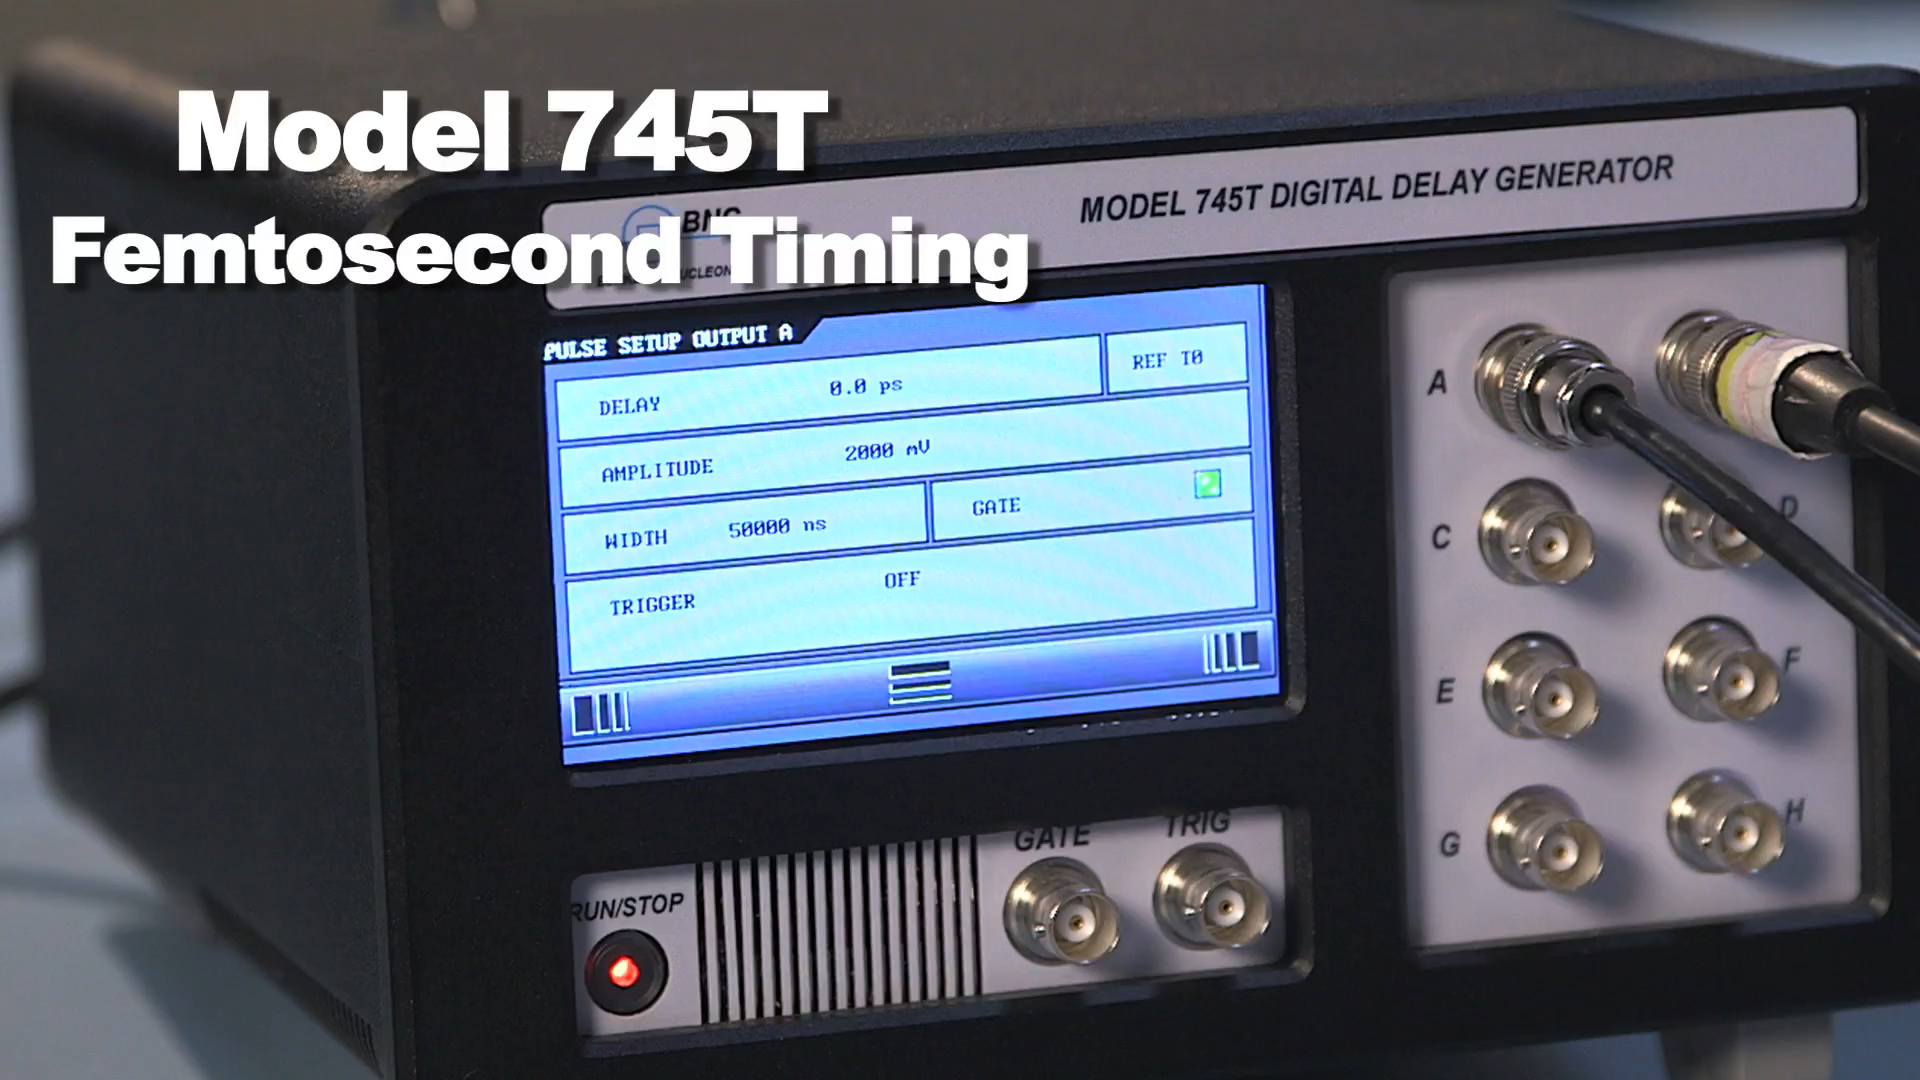 Model 745T
Femtosecond Timing
BNC
MODEL 745T DIGITAL DELAY GENERATOR
PULSE SETUP OUTPUT A
DELAY 0.0 ps REF T0
AMPLITUDE 2000 mV
WIDTH 50000 ns GATE
TRIGGER OFF
A
C D
E F
G H
RUN/STOP GATE TRIG